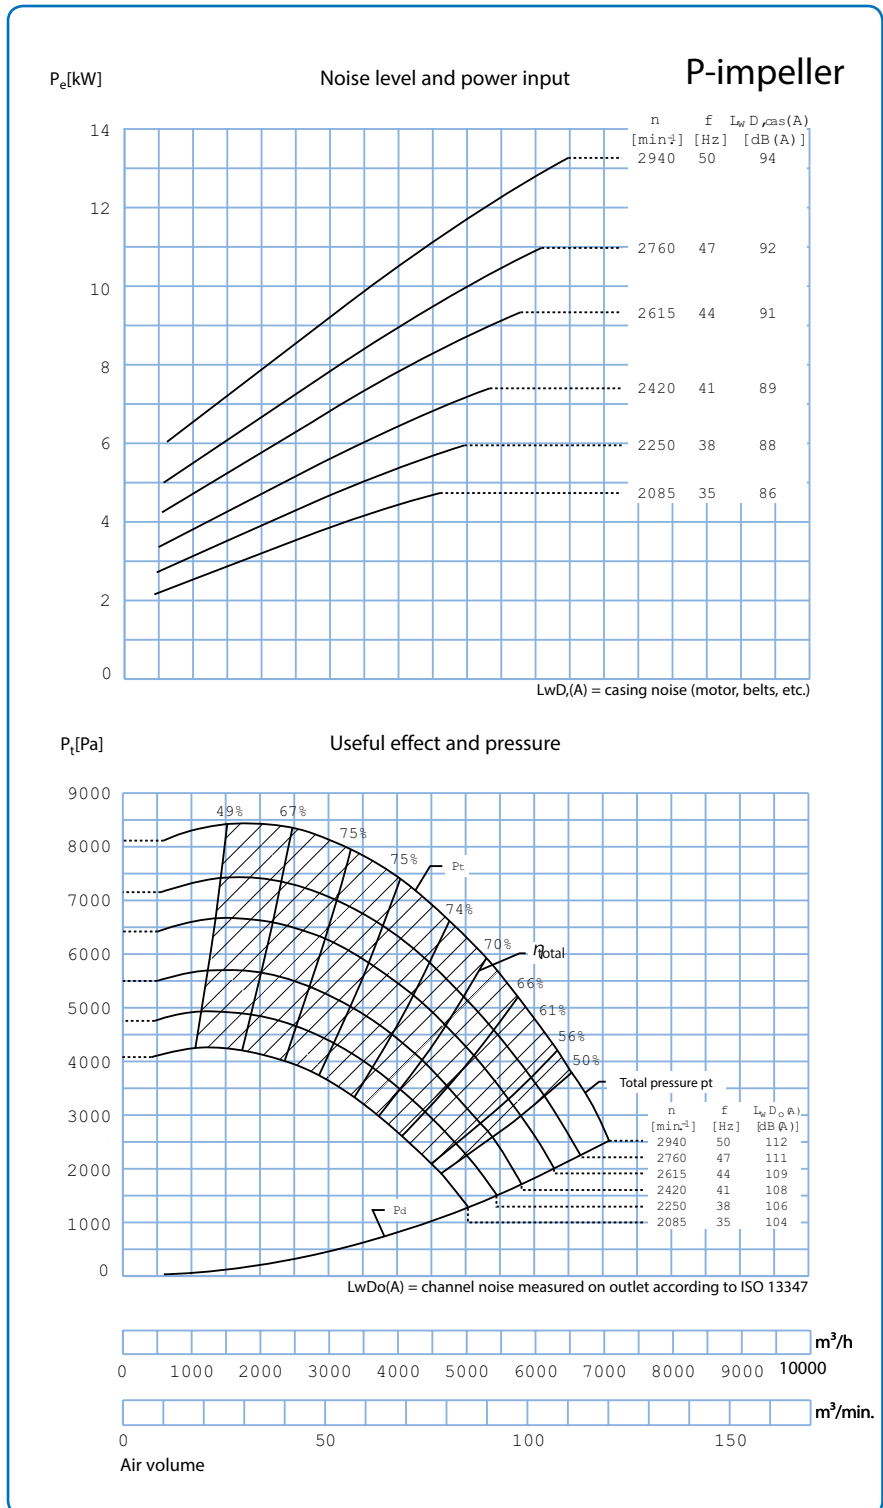 P-impeller
Pe[kW] Noise level and power input
n f LwD,cas(A)
[min-1] [Hz] [dB(A)]
14
2940 50 94
12
2760 47 92
10
2615 44 91
8
2420 41 89
6
2250 38 88
2085 35 86
4
2
0
LwD,(A) = casing noise (motor, belts, etc.)
Pt[Pa] Useful effect and pressure
9000
49% 67%
75%
8000
75% Pt
7000
74%
70% ηtotal
6000
66%
61%
5000
56%
50%
4000
Total pressure pt
3000
n f LwDo(A)
[min-1] [Hz] [dB(A)]
2940 50 112
2760 47 111
2000
2615 44 109
2420 41 108
2250 38 106
Pd
1000
2085 35 104
0
LwDo(A) = channel noise measured on outlet according to ISO 13347
m³/h
0 1000 2000 3000 4000 5000 6000 7000 8000 9000 10000
m³/min.
0 50 100 150
Air volume